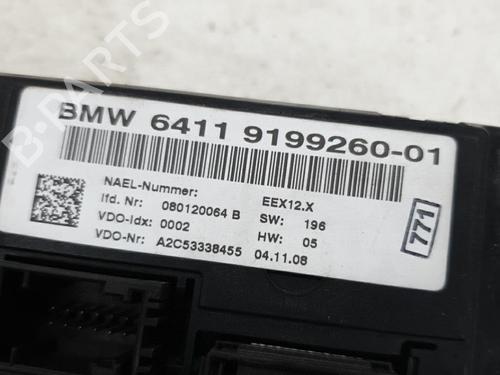 B-PARTS
BMW 6411 9199260-01
NAEL-Nummer: EEX12.X
lfd. Nr: 080120064 B SW: 196
VDO-Idx: 0002 HW: 05
VDO-Nr: A2C53338455 04.11.08
771